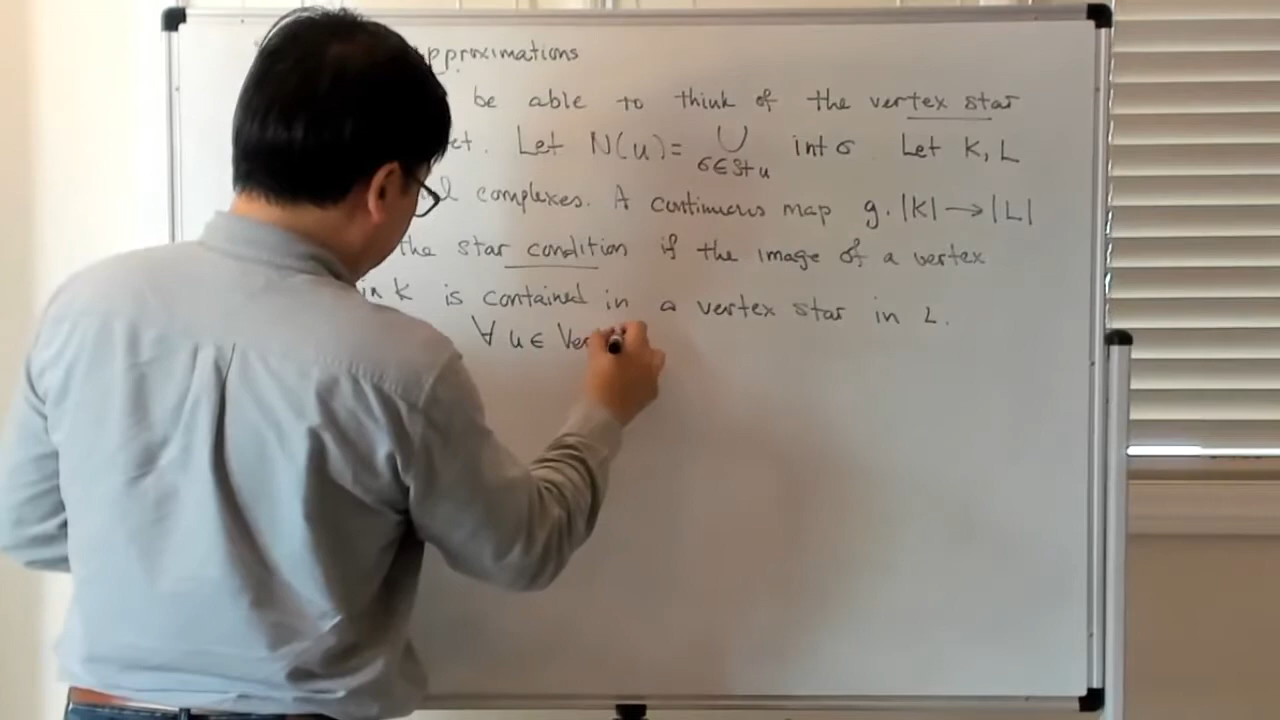 pproximations
be able to think of the vertex star
et. Let N(u) = ∪ int σ Let K, L
σ∈St u
complexes. A continuous map g: |K| → |L|
the star condition if the image of a vertex
in K is contained in a vertex star in L.
∀ u ∈ Ver